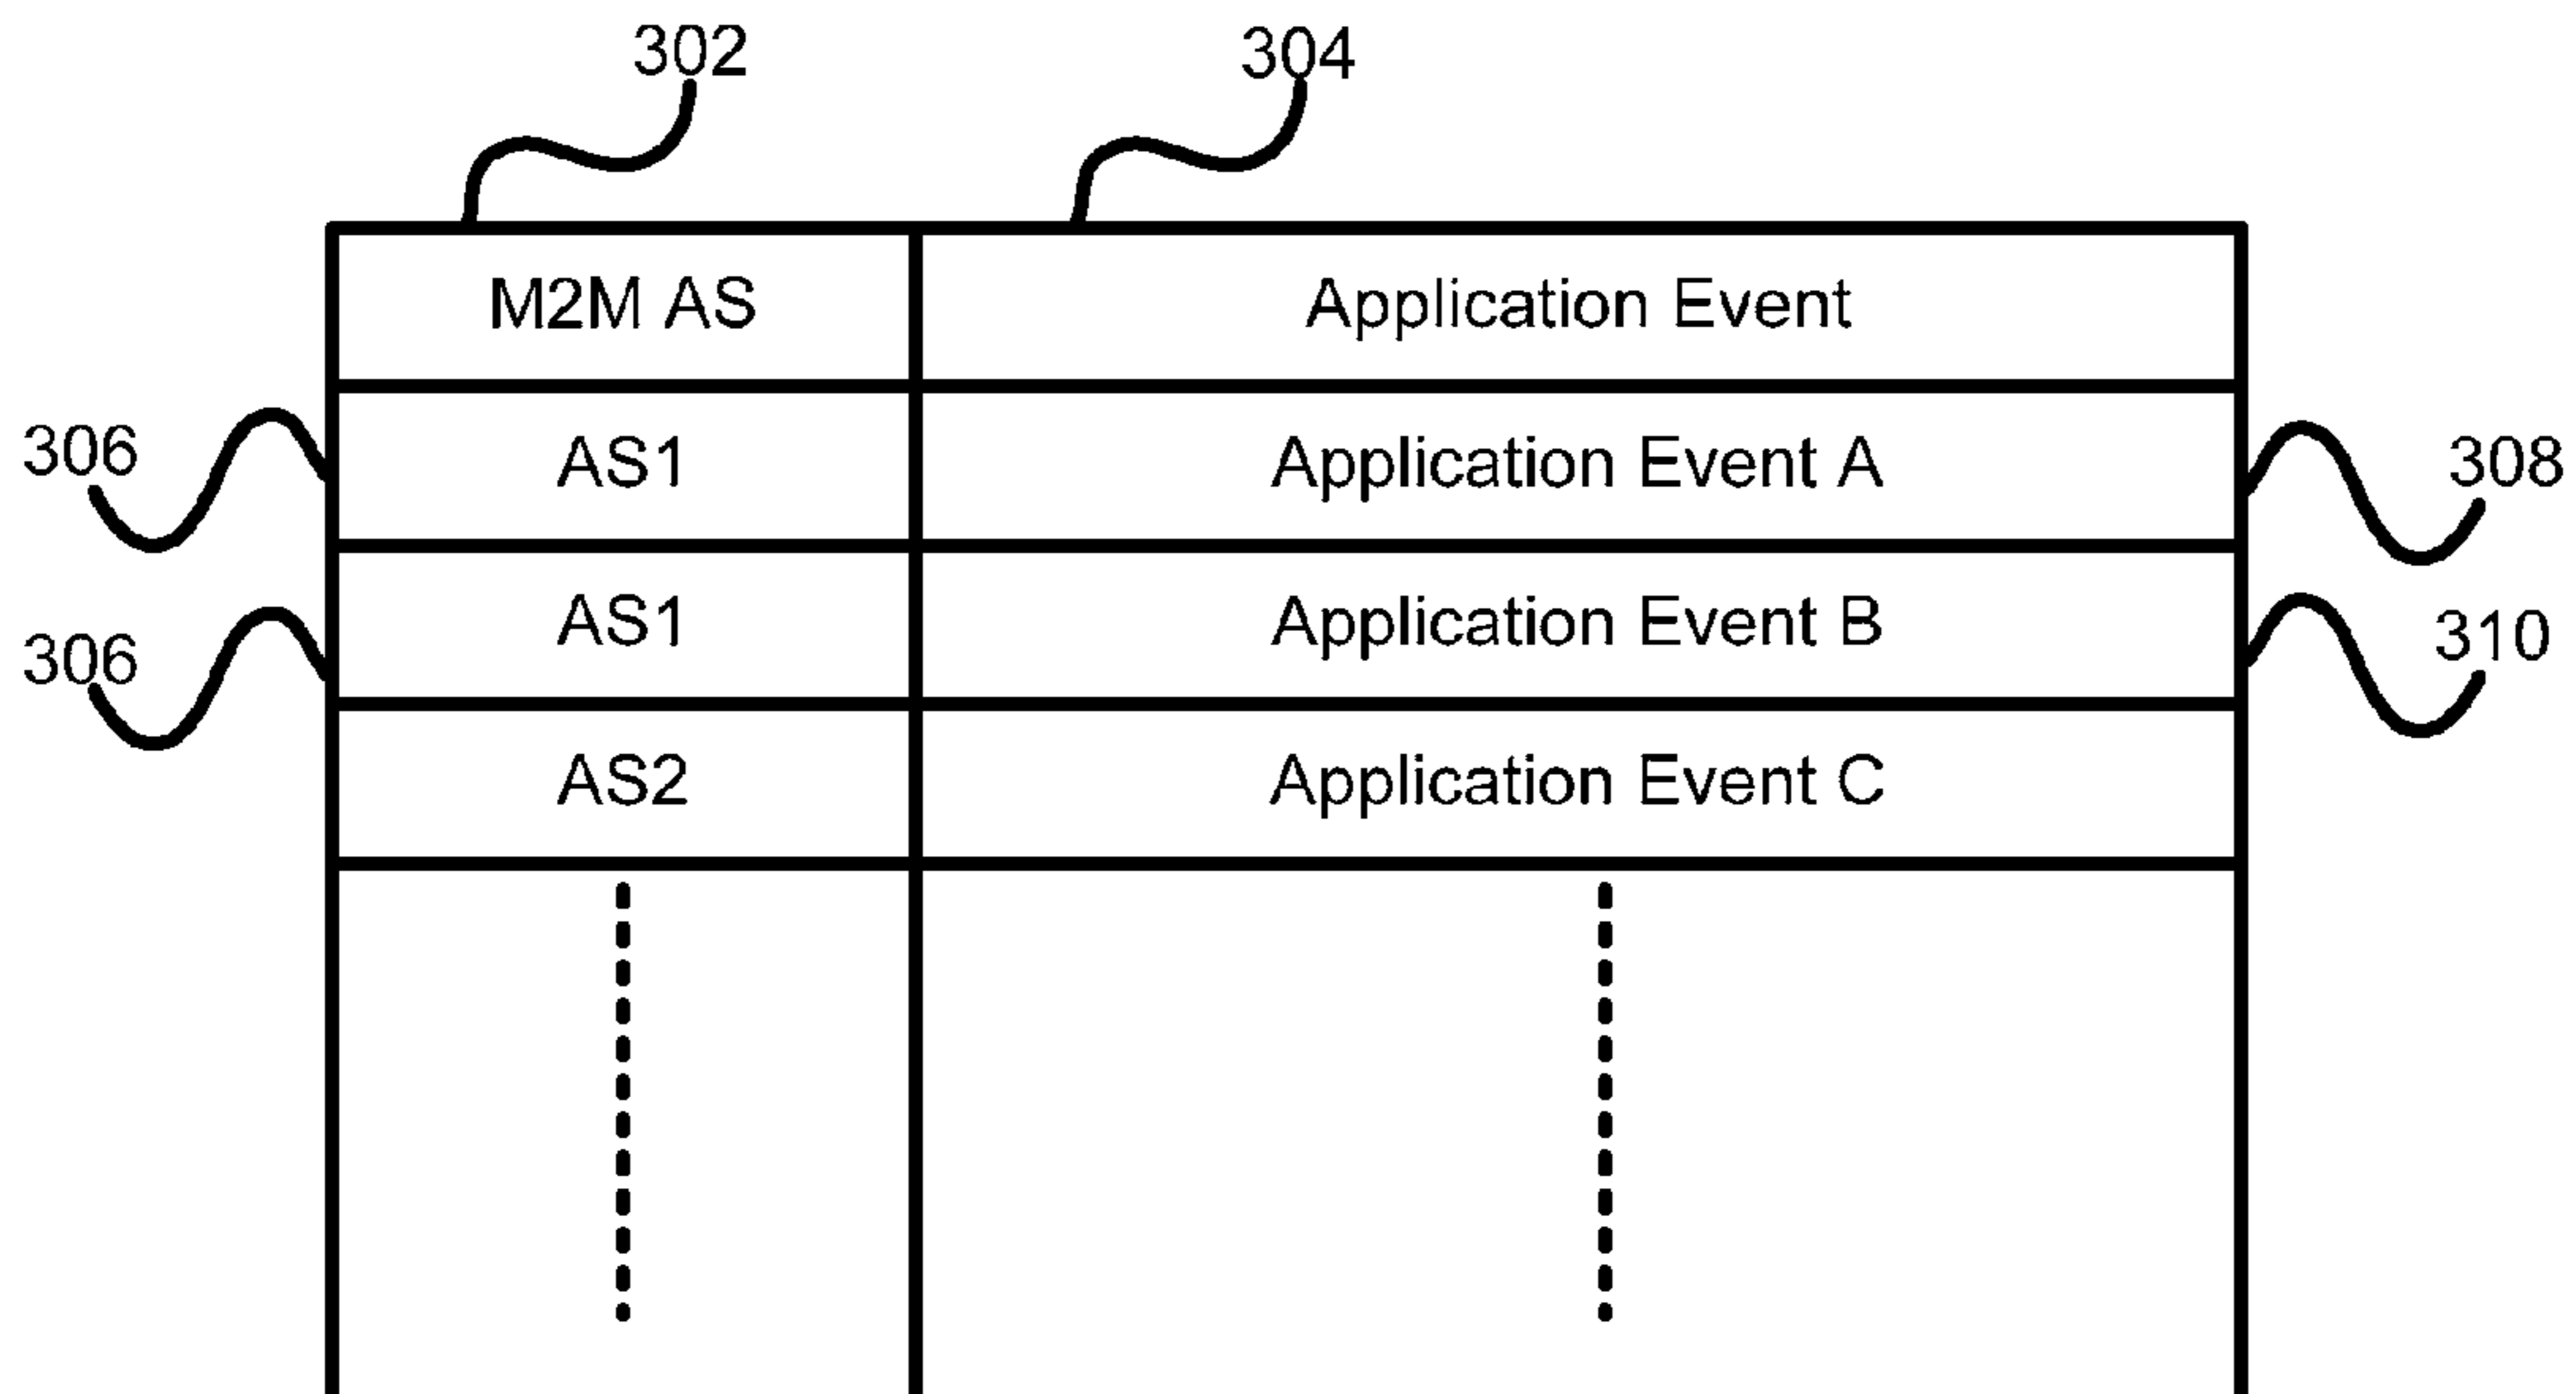 302 304
M2M AS Application Event
306 AS1 Application Event A 308
306 AS1 Application Event B 310
AS2 Application Event C